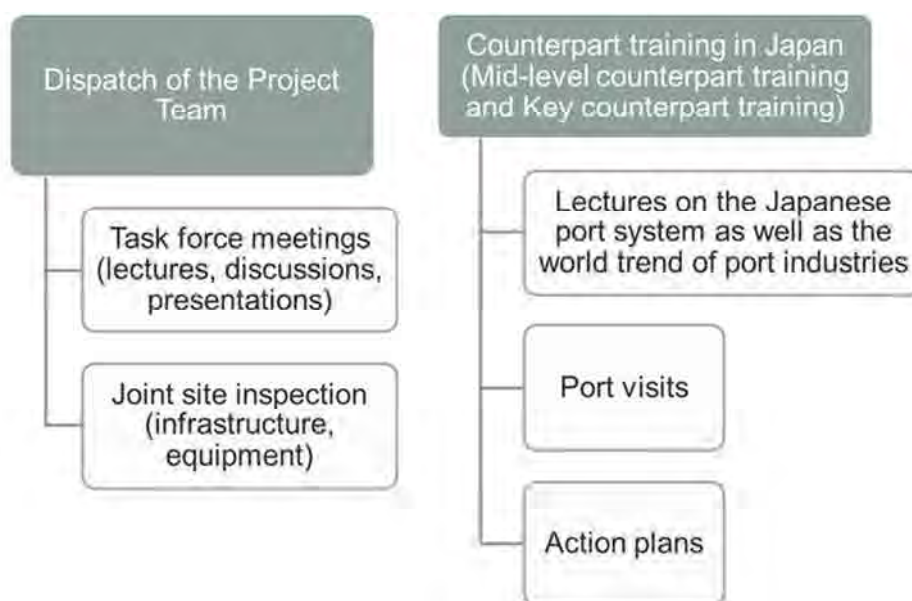 Dispatch of the Project
Team
Task force meetings
(lectures, discussions,
presentations)
Joint site inspection
(infrastructure,
equipment)
Counterpart training in Japan
(Mid-level counterpart training
and Key counterpart training)
Lectures on the Japanese
port system as well as the
world trend of port industries
Port visits
Action plans